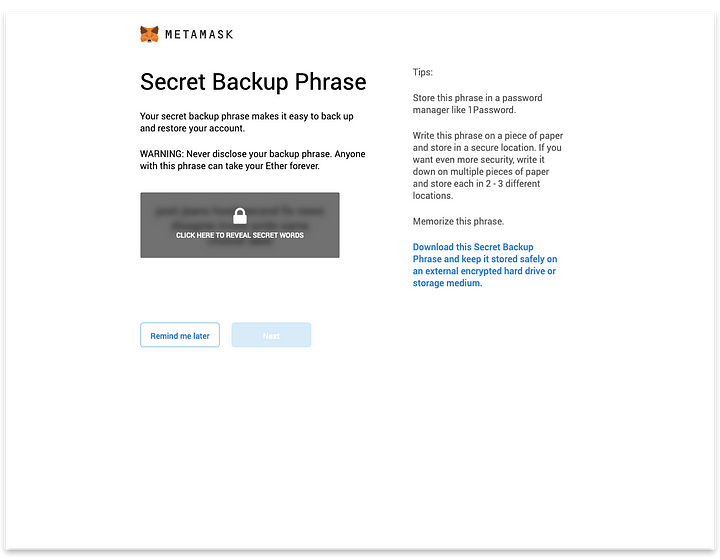 METAMASK
Secret Backup Phrase
Your secret backup phrase makes it easy to back up
and restore your account.
WARNING: Never disclose your backup phrase. Anyone
with this phrase can take your Ether forever.
CLICK HERE TO REVEAL SECRET WORDS
Remind me later
Next
Tips:
Store this phrase in a password
manager like 1Password.
Write this phrase on a piece of paper
and store in a secure location. If you
want even more security, write it
down on multiple pieces of paper
and store each in 2 - 3 different
locations.
Memorize this phrase.
Download this Secret Backup
Phrase and keep it stored safely on
an external encrypted hard drive or
storage medium.